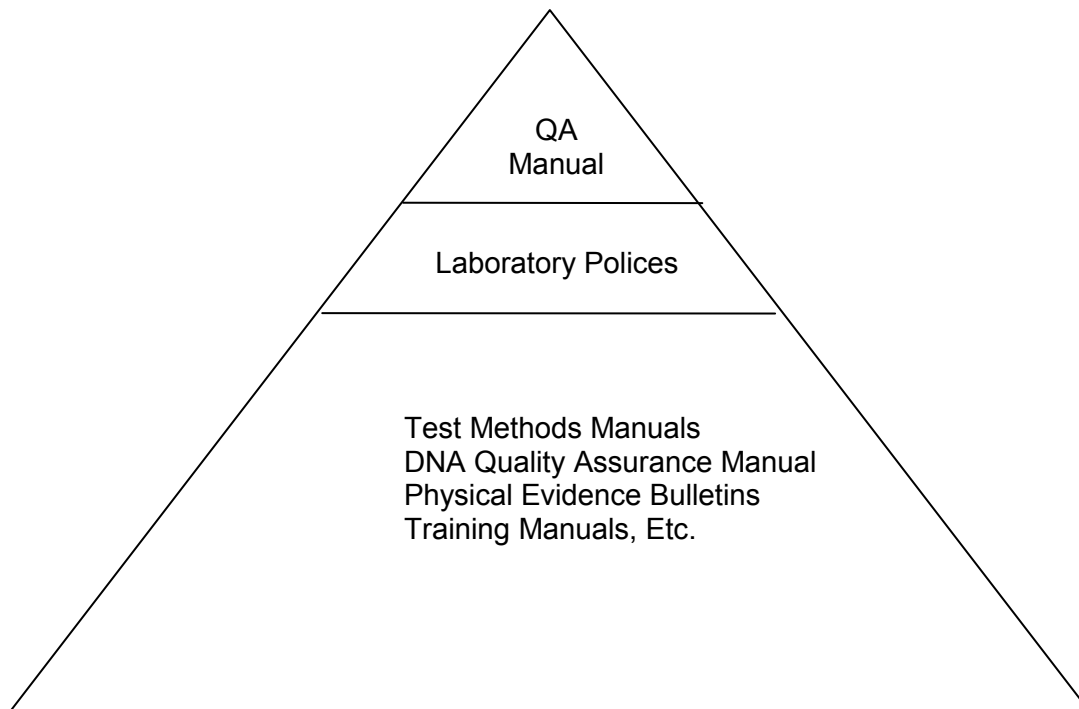 QA
Manual
Laboratory Polices
Test Methods Manuals
DNA Quality Assurance Manual
Physical Evidence Bulletins
Training Manuals, Etc.